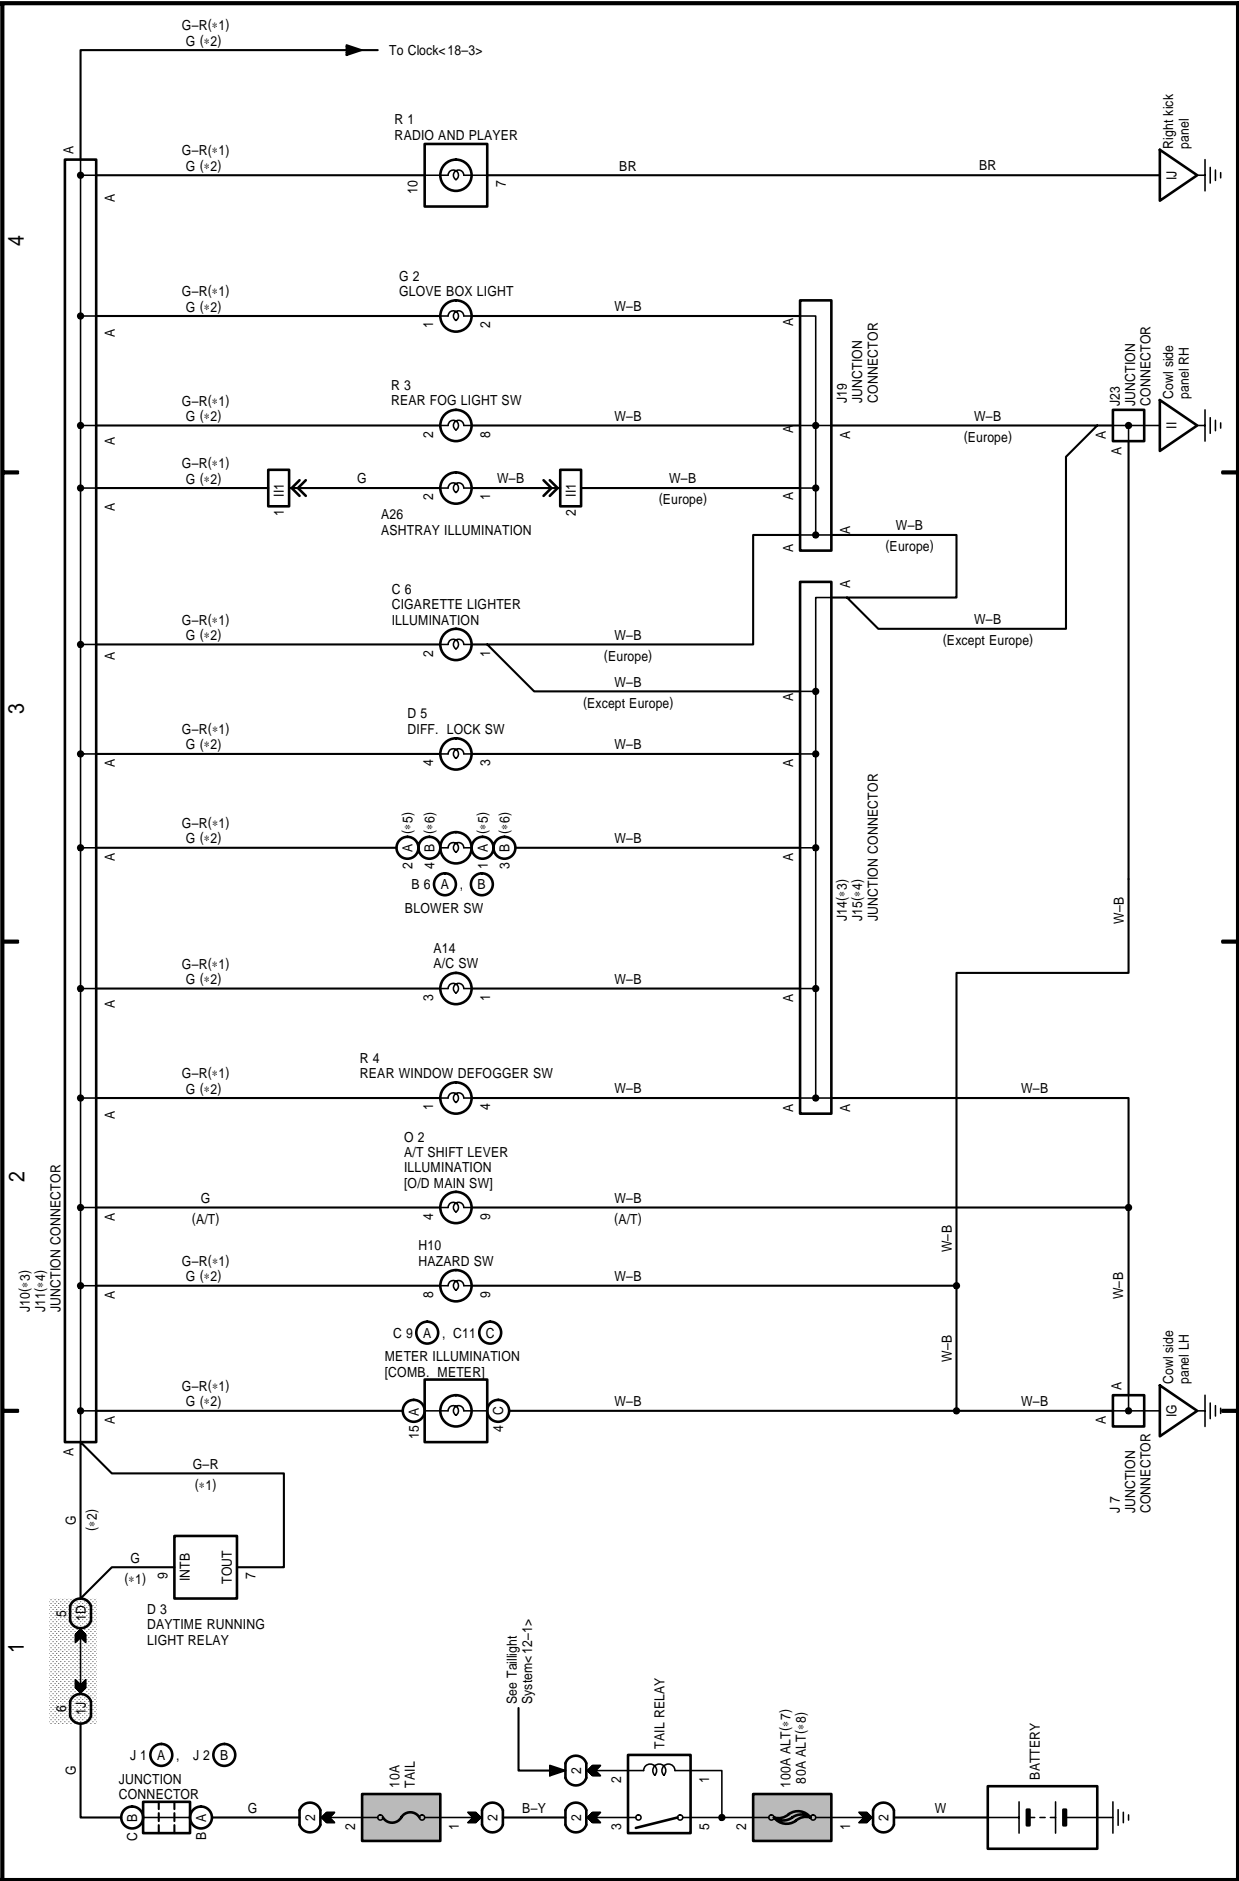 G–R(*1)
G (*2)
To Clock<18–3>
A
R 1
RADIO AND PLAYER
G–R(*1)
G (*2)
A
10
7
BR
BR
Right kick
panel
IJ
4
G 2
GLOVE BOX LIGHT
G–R(*1)
G (*2)
A
1
2
W–B
A
R 3
REAR FOG LIGHT SW
G–R(*1)
G (*2)
A
2
8
W–B
A
A
J19
JUNCTION
CONNECTOR
W–B
(Europe)
A
A
J23
JUNCTION
CONNECTOR
Cowl side
panel RH
II
G–R(*1)
G (*2)
A
II1
1
G
2
1
W–B
II1
2
W–B
(Europe)
A
A26
ASHTRAY ILLUMINATION
A
A
W–B
(Europe)
C 6
CIGARETTE LIGHTER
ILLUMINATION
G–R(*1)
G (*2)
A
2
1
W–B
(Europe)
W–B
(Except Europe)
A
A
W–B
(Except Europe)
3
D 5
DIFF. LOCK SW
G–R(*1)
G (*2)
A
4
3
W–B
A
G–R(*1)
G (*2)
A
A (*5)
B (*6)
A (*5)
B (*6)
2
4
1
3
B 6 A , B
BLOWER SW
W–B
A
J14(*3)
J15(*4)
JUNCTION CONNECTOR
W–B
A14
A/C SW
G–R(*1)
G (*2)
A
3
1
W–B
A
R 4
REAR WINDOW DEFOGGER SW
G–R(*1)
G (*2)
A
1
4
W–B
A
A
W–B
2
O 2
A/T SHIFT LEVER
ILLUMINATION
[O/D MAIN SW]
G
(A/T)
A
4
9
W–B
(A/T)
W–B
J10(*3)
J11(*4)
JUNCTION CONNECTOR
H10
HAZARD SW
G–R(*1)
G (*2)
A
8
9
W–B
W–B
W–B
C 9 A , C11 C
METER ILLUMINATION
[COMB. METER]
G–R(*1)
G (*2)
A
15
A
C
4
W–B
W–B
A
A
Cowl side
panel LH
IG
J 7
JUNCTION
CONNECTOR
A
G–R
(*1)
G
(*2)
G
(*1)
9
INTB
TOUT
7
D 3
DAYTIME RUNNING
LIGHT RELAY
1
5
1D
6
1J
G
J 1 A , J 2 B
JUNCTION
CONNECTOR
C
B
A
B
G
2
2
10A
TAIL
1
2
B–Y
2
See Taillight
System<12–1>
2
2
1
3
5
TAIL RELAY
2
100A ALT(*7)
80A ALT(*8)
1
2
W
BATTERY